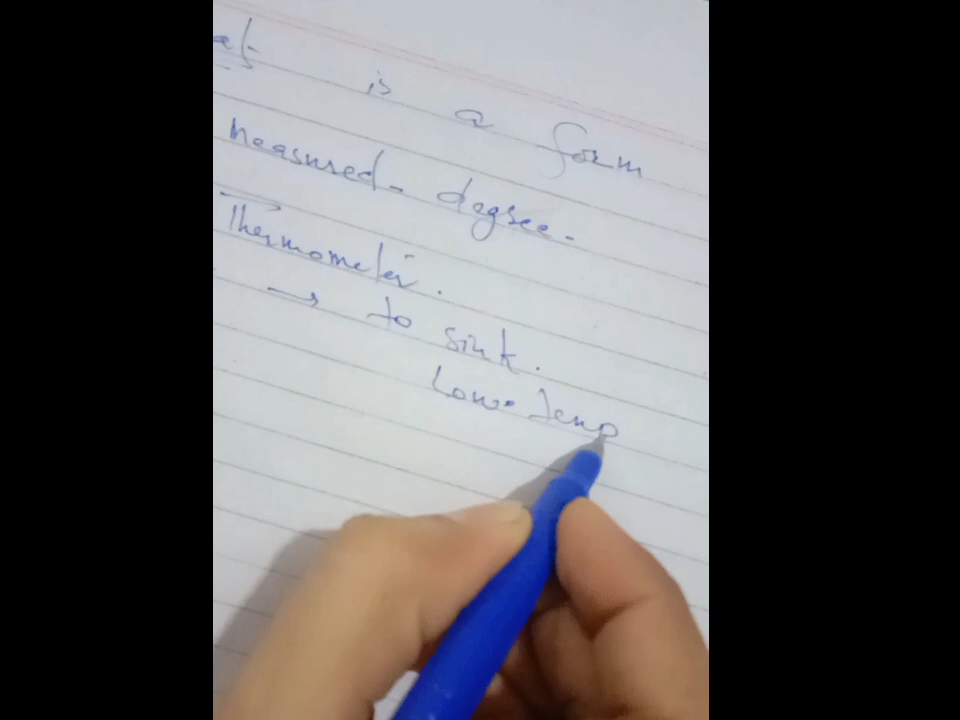 is a form
measured- degree.
Thermometer.
→ to sink.
Low- temp